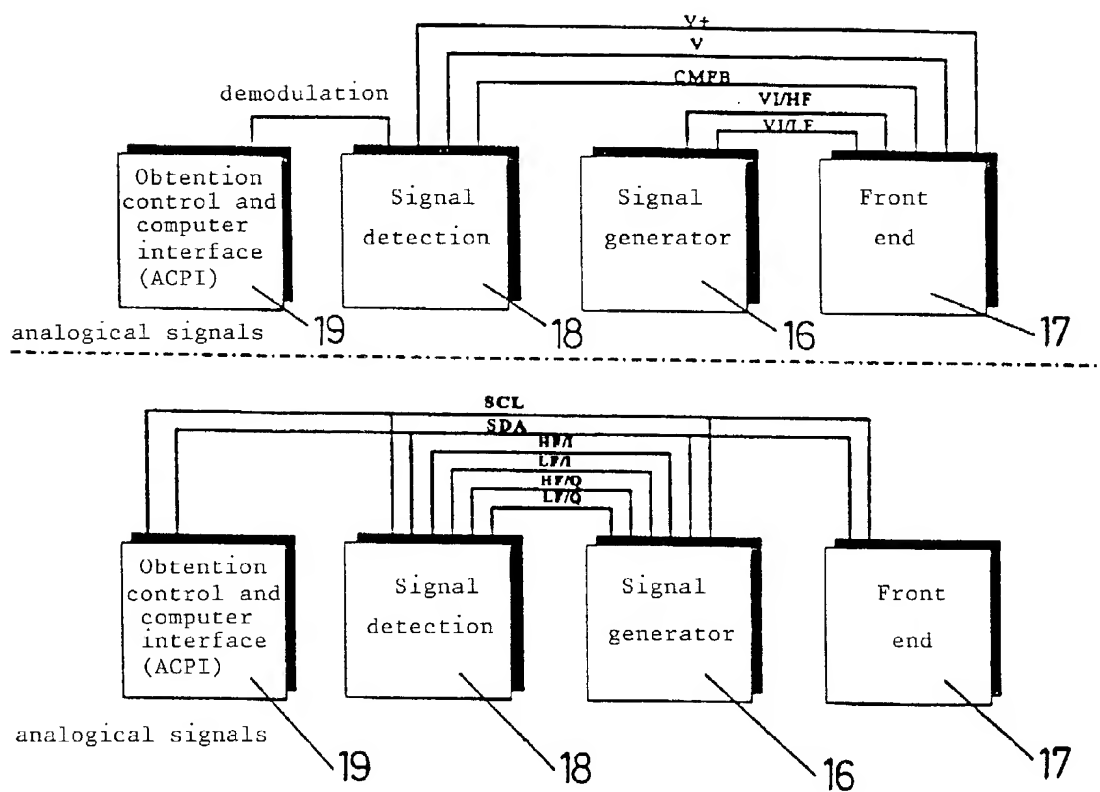 V+
V
CMFB
demodulation
VI/HF
VI/LF
Obtention
control and
computer
interface
(ACPI)
Signal
detection
Signal
generator
Front
end
19
18
16
17
analogical signals
SCL
SDA
HF/I
LF/I
HF/Q
LF/Q
Obtention
control and
computer
interface
(ACPI)
Signal
detection
Signal
generator
Front
end
analogical signals
19
18
16
17